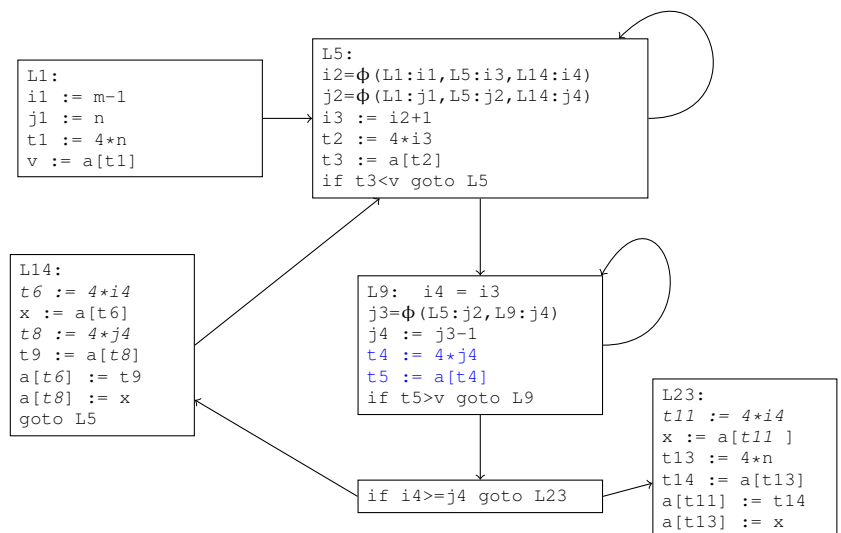 L1:
i1 := m-1
j1 := n
t1 := 4*n
v := a[t1]
L5:
i2=ϕ(L1:i1,L5:i3,L14:i4)
j2=ϕ(L1:j1,L5:j2,L14:j4)
i3 := i2+1
t2 := 4*i3
t3 := a[t2]
if t3<v goto L5
L14:
t6 := 4*i4
x := a[t6]
t8 := 4*j4
t9 := a[t8]
a[t6] := t9
a[t8] := x
goto L5
L9: i4 = i3
j3=ϕ(L5:j2,L9:j4)
j4 := j3-1
t4 := 4*j4
t5 := a[t4]
if t5>v goto L9
if i4>=j4 goto L23
L23:
t11 := 4*i4
x := a[t11 ]
t13 := 4*n
t14 := a[t13]
a[t11] := t14
a[t13] := x